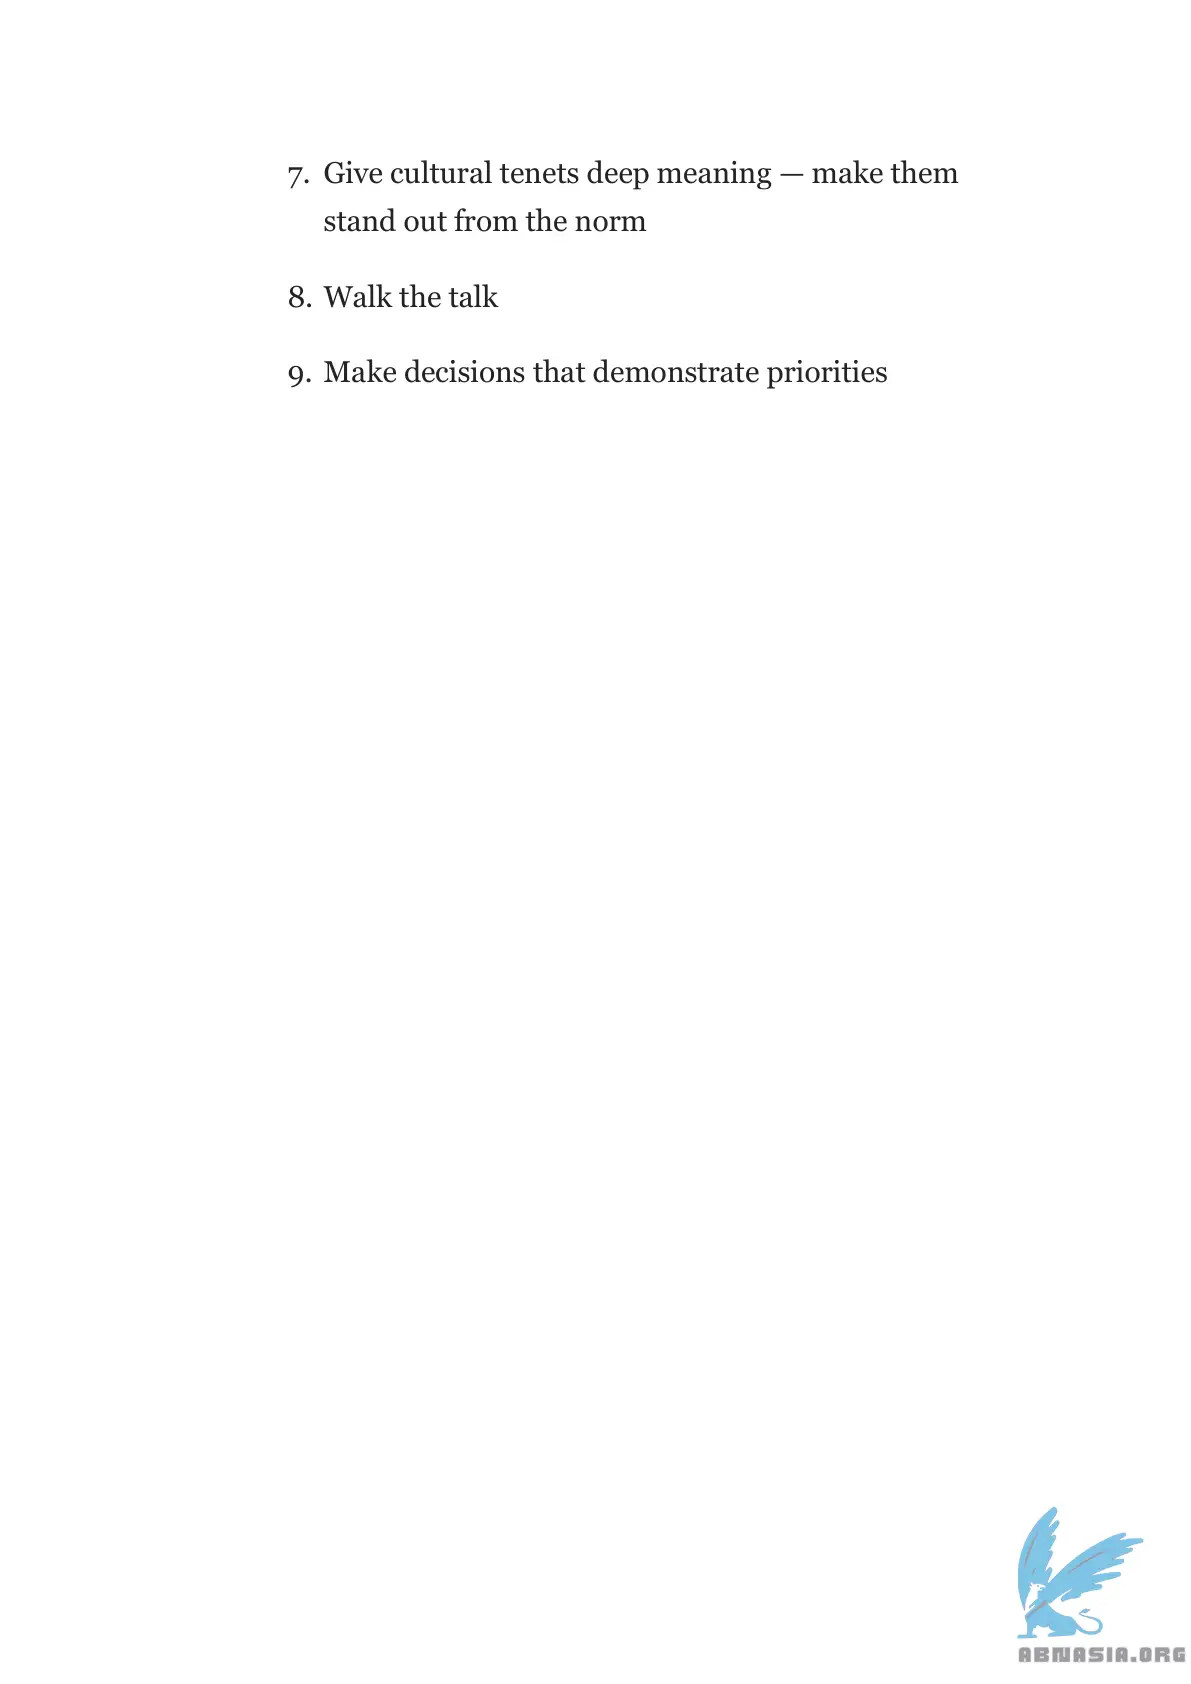 7. Give cultural tenets deep meaning — make them
stand out from the norm
8. Walk the talk
9. Make decisions that demonstrate priorities
ABNASIA.ORG